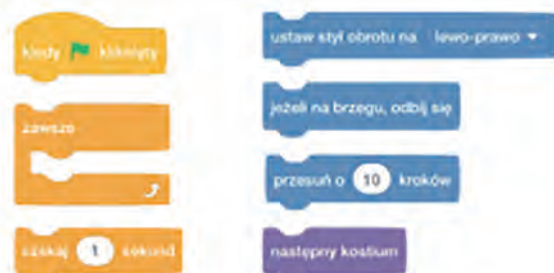 kiedy kliknięty
zawsze
czekaj 1 sekund
ustaw styl obrotu na lewo-prawo
jeżeli na brzegu, odbij się
przesuń o 10 kroków
następny kostium